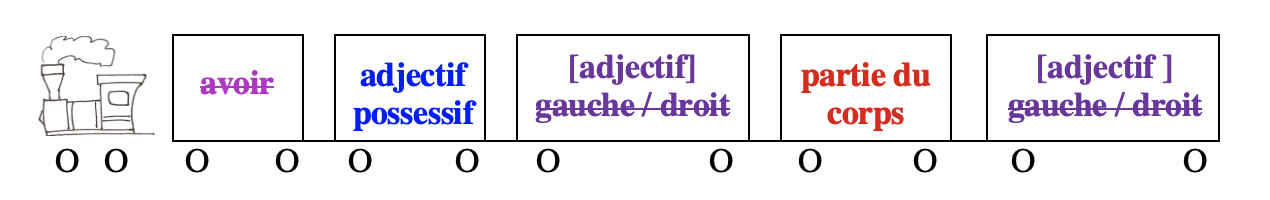 avoir
adjectif
possessif
[adjectif]
gauche / droit
partie du
corps
[adjectif ]
gauche / droit
O O O O O O O O O O O O